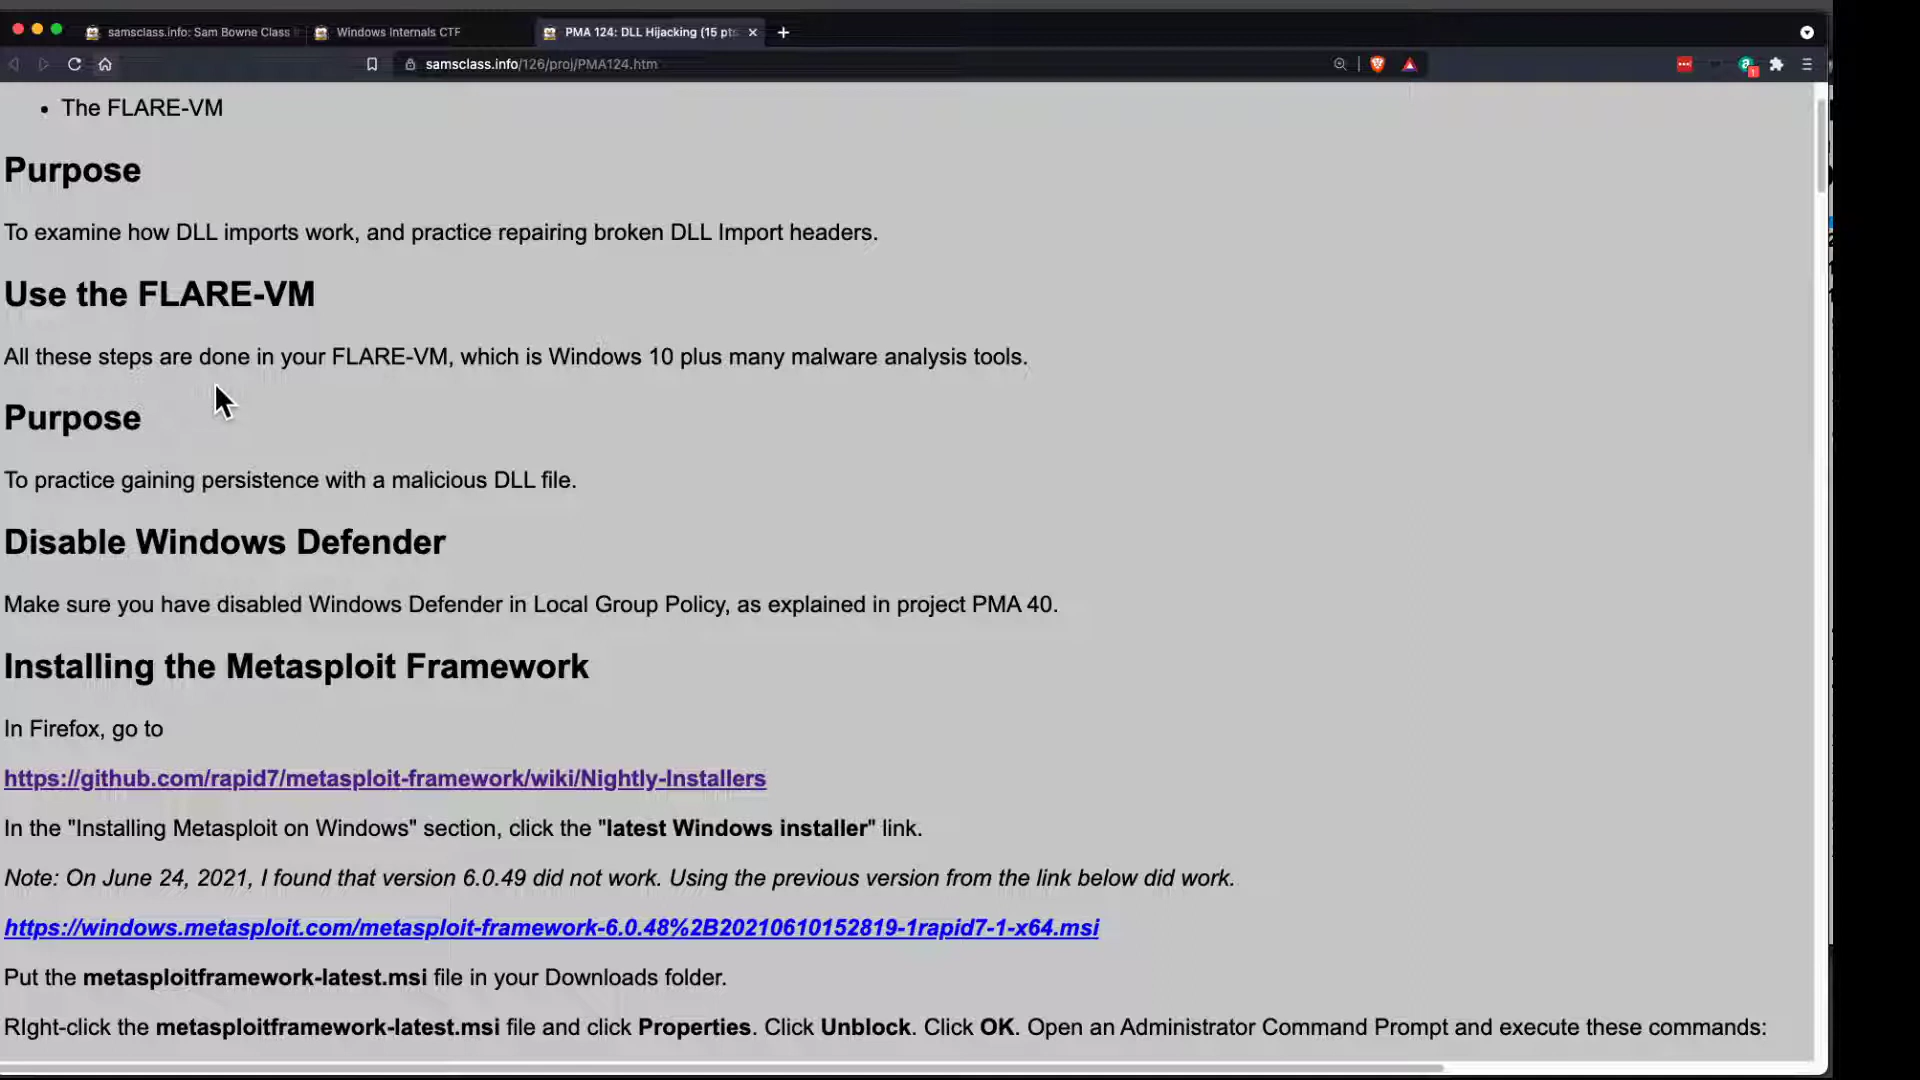 samsclass.info: Sam Bowne Class I
Windows Internals CTF
PMA 124: DLL Hijacking (15 pts
samsclass.info/126/proj/PMA124.htm
1
• The FLARE-VM
Purpose
To examine how DLL imports work, and practice repairing broken DLL Import headers.
Use the FLARE-VM
All these steps are done in your FLARE-VM, which is Windows 10 plus many malware analysis tools.
Purpose
To practice gaining persistence with a malicious DLL file.
Disable Windows Defender
Make sure you have disabled Windows Defender in Local Group Policy, as explained in project PMA 40.
Installing the Metasploit Framework
In Firefox, go to
https://github.com/rapid7/metasploit-framework/wiki/Nightly-Installers
In the "Installing Metasploit on Windows" section, click the "latest Windows installer" link.
Note: On June 24, 2021, I found that version 6.0.49 did not work. Using the previous version from the link below did work.
https://windows.metasploit.com/metasploit-framework-6.0.48%2B20210610152819-1rapid7-1-x64.msi
Put the metasploitframework-latest.msi file in your Downloads folder.
RIght-click the metasploitframework-latest.msi file and click Properties. Click Unblock. Click OK. Open an Administrator Command Prompt and execute these commands: